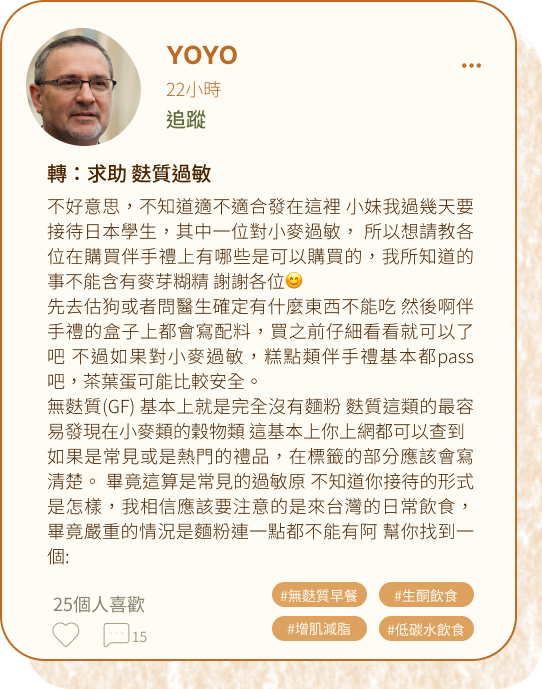 YOYO
22小時
追蹤
轉：求助 麩質過敏
不好意思，不知道適不適合發在這裡 小妹我過幾天要
接待日本學生，其中一位對小麥過敏， 所以想請教各
位在購買伴手禮上有哪些是可以購買的，我所知道的
事不能含有麥芽糊精 謝謝各位😊
先去估狗或者問醫生確定有什麼東西不能吃 然後啊伴
手禮的盒子上都會寫配料，買之前仔細看看就可以了
吧 不過如果對小麥過敏，糕點類伴手禮基本都pass
吧，茶葉蛋可能比較安全。
無麩質(GF) 基本上就是完全沒有麵粉 麩質這類的最容
易發現在小麥類的穀物類 這基本上你上網都可以查到
如果是常見或是熱門的禮品，在標籤的部分應該會寫
清楚。 畢竟這算是常見的過敏原 不知道你接待的形式
是怎樣，我相信應該要注意的是來台灣的日常飲食，
畢竟嚴重的情況是麵粉連一點都不能有阿 幫你找到一
個:
25個人喜歡
#無麩質早餐 #生酮飲食
15
#增肌減脂 #低碳水飲食